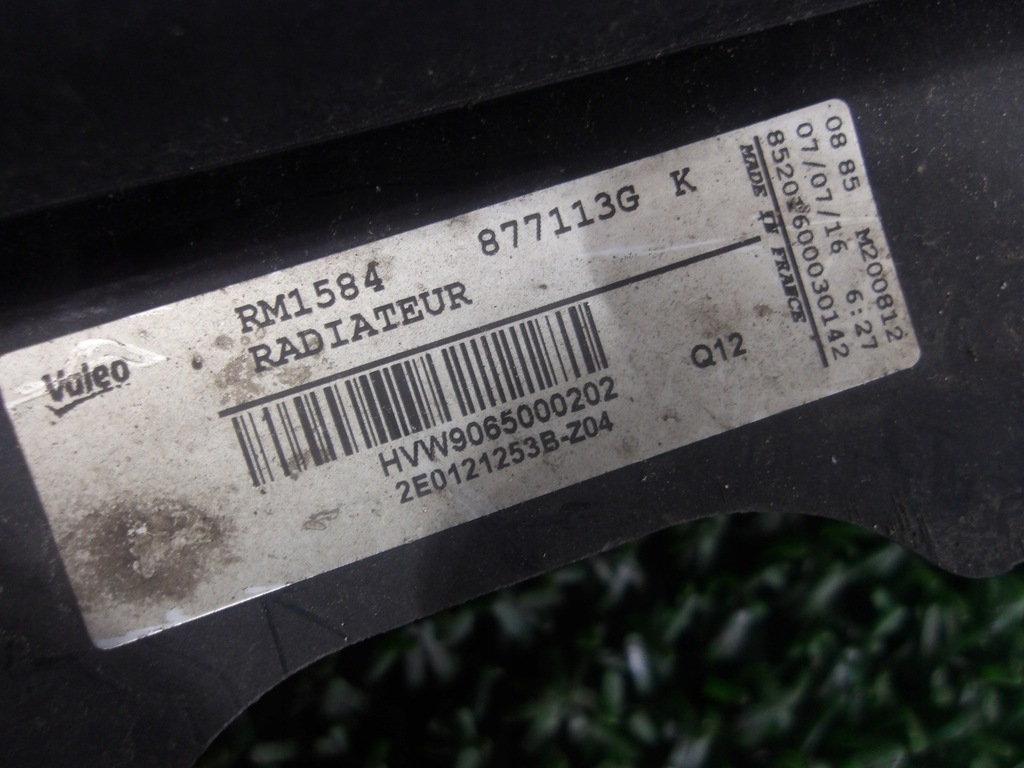 Valeo
RM1584
877113G K
RADIATEUR
HVW9065000202
2E0121253B-Z04
Q12
MADE IN FRANCE
85201600030142
07/07/16 6:27
08 85 M200812